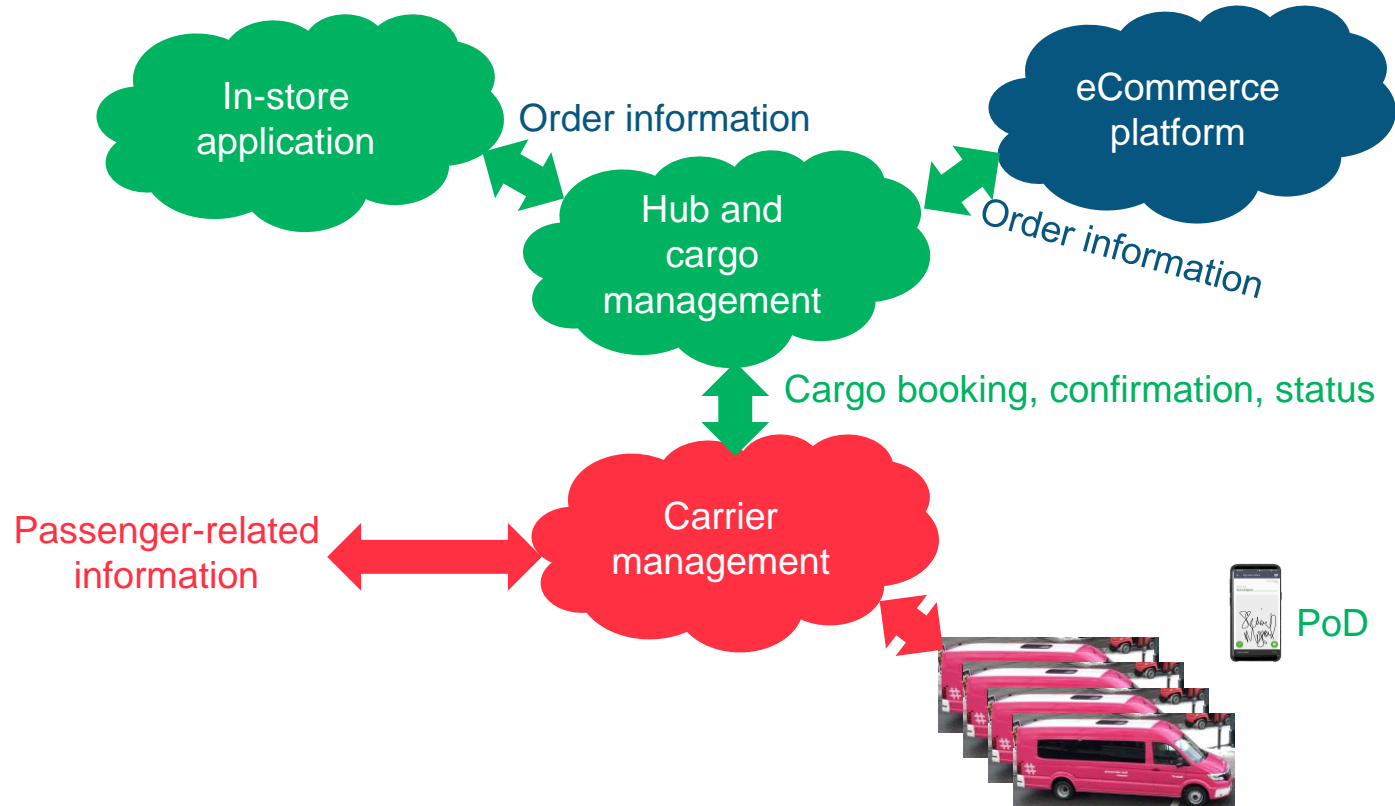 In-store
application
Order information
eCommerce
platform
Hub and
cargo
management
Order information
Cargo booking, confirmation, status
Passenger-related
information
Carrier
management
PoD
#
#
#
#